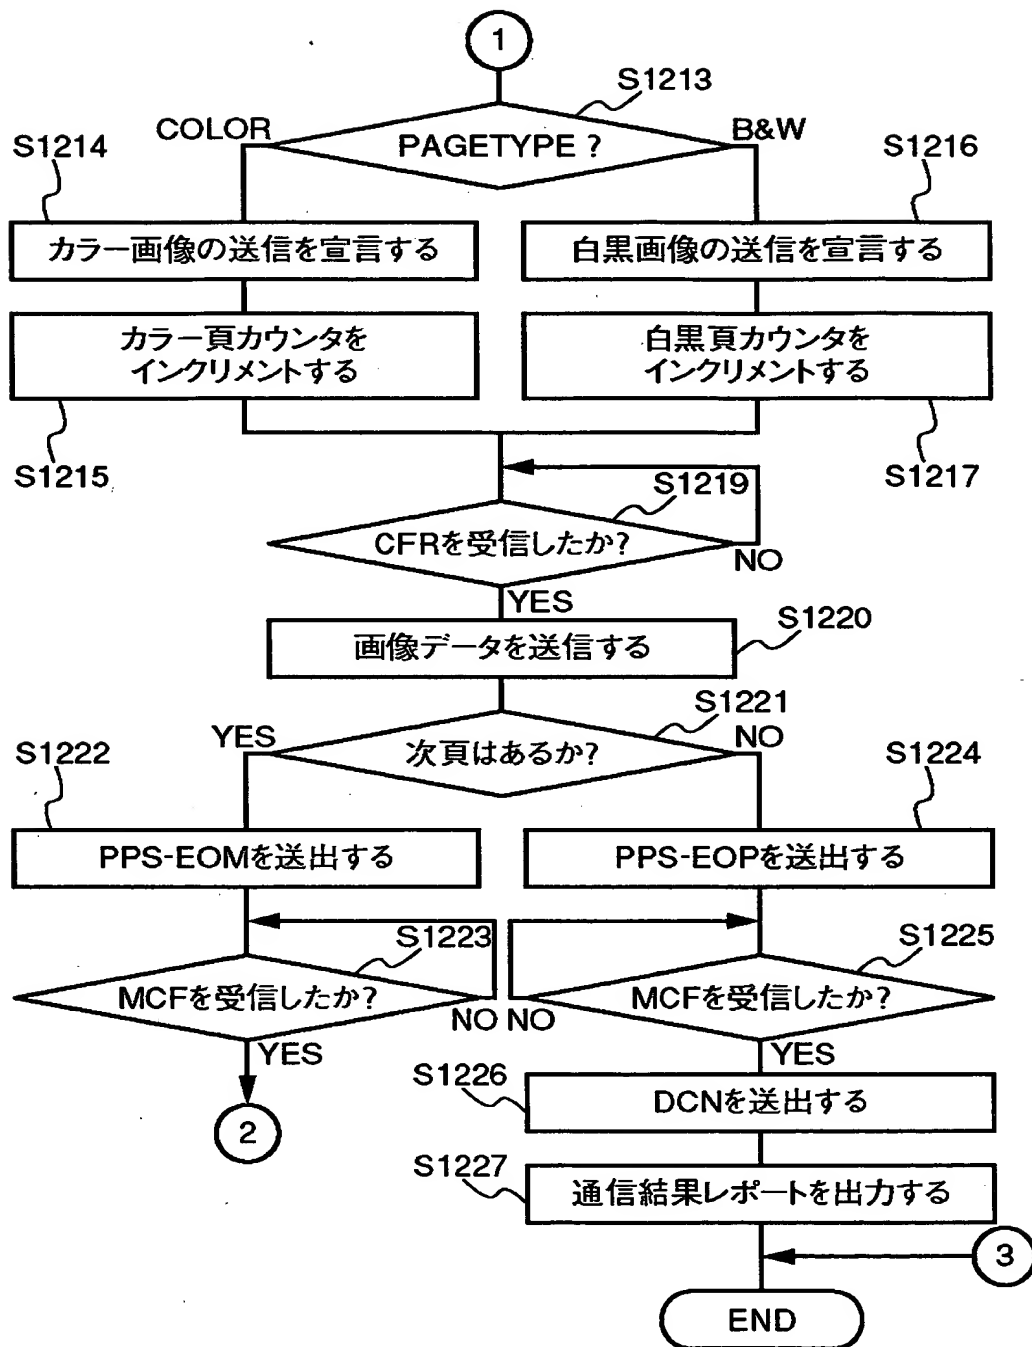 1
S1213
COLOR
PAGETYPE ?
B&W
S1214
S1216
カラー画像の送信を宣言する
白黒画像の送信を宣言する
カラー頁カウンタを
インクリメントする
白黒頁カウンタを
インクリメントする
S1215
S1217
S1219
CFRを受信したか?
NO
YES
S1220
画像データを送信する
S1221
YES
次頁はあるか?
NO
S1222
S1224
PPS-EOMを送出する
PPS-EOPを送出する
S1223
S1225
MCFを受信したか?
NO
NO
MCFを受信したか?
YES
YES
2
S1226
DCNを送出する
S1227
通信結果レポートを出力する
3
END